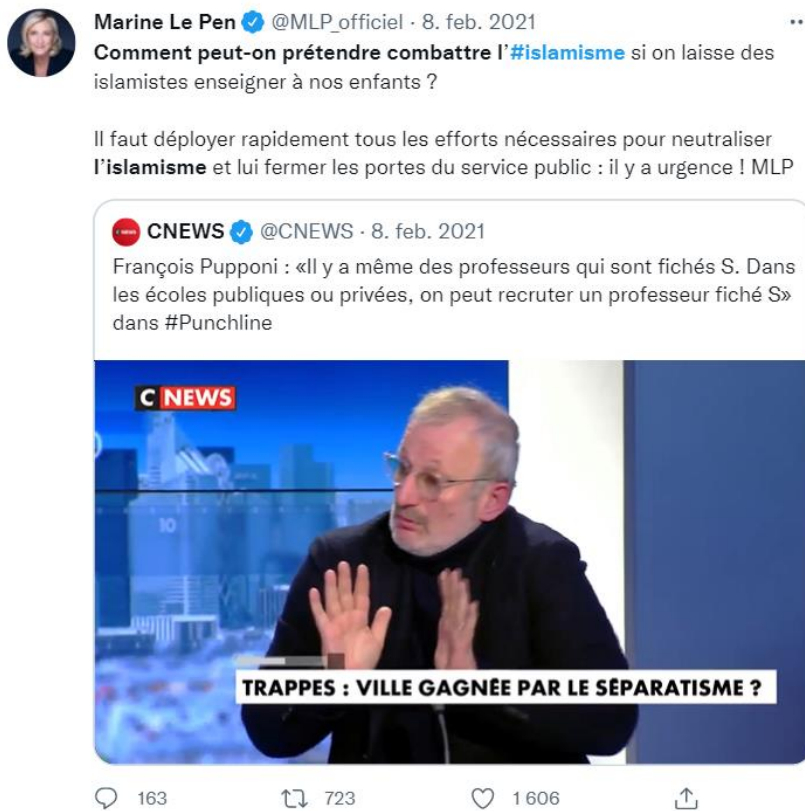 Marine Le Pen @MLP_officiel · 8. feb. 2021
Comment peut-on prétendre combattre l'#islamisme si on laisse des
islamistes enseigner à nos enfants ?
Il faut déployer rapidement tous les efforts nécessaires pour neutraliser
l'islamisme et lui fermer les portes du service public : il y a urgence ! MLP
CNEWS @CNEWS · 8. feb. 2021
François Pupponi : «Il y a même des professeurs qui sont fichés S. Dans
les écoles publiques ou privées, on peut recruter un professeur fiché S»
dans #Punchline
C NEWS
10
TRAPPES : VILLE GAGNÉE PAR LE SÉPARATISME ?
163 723 1 606